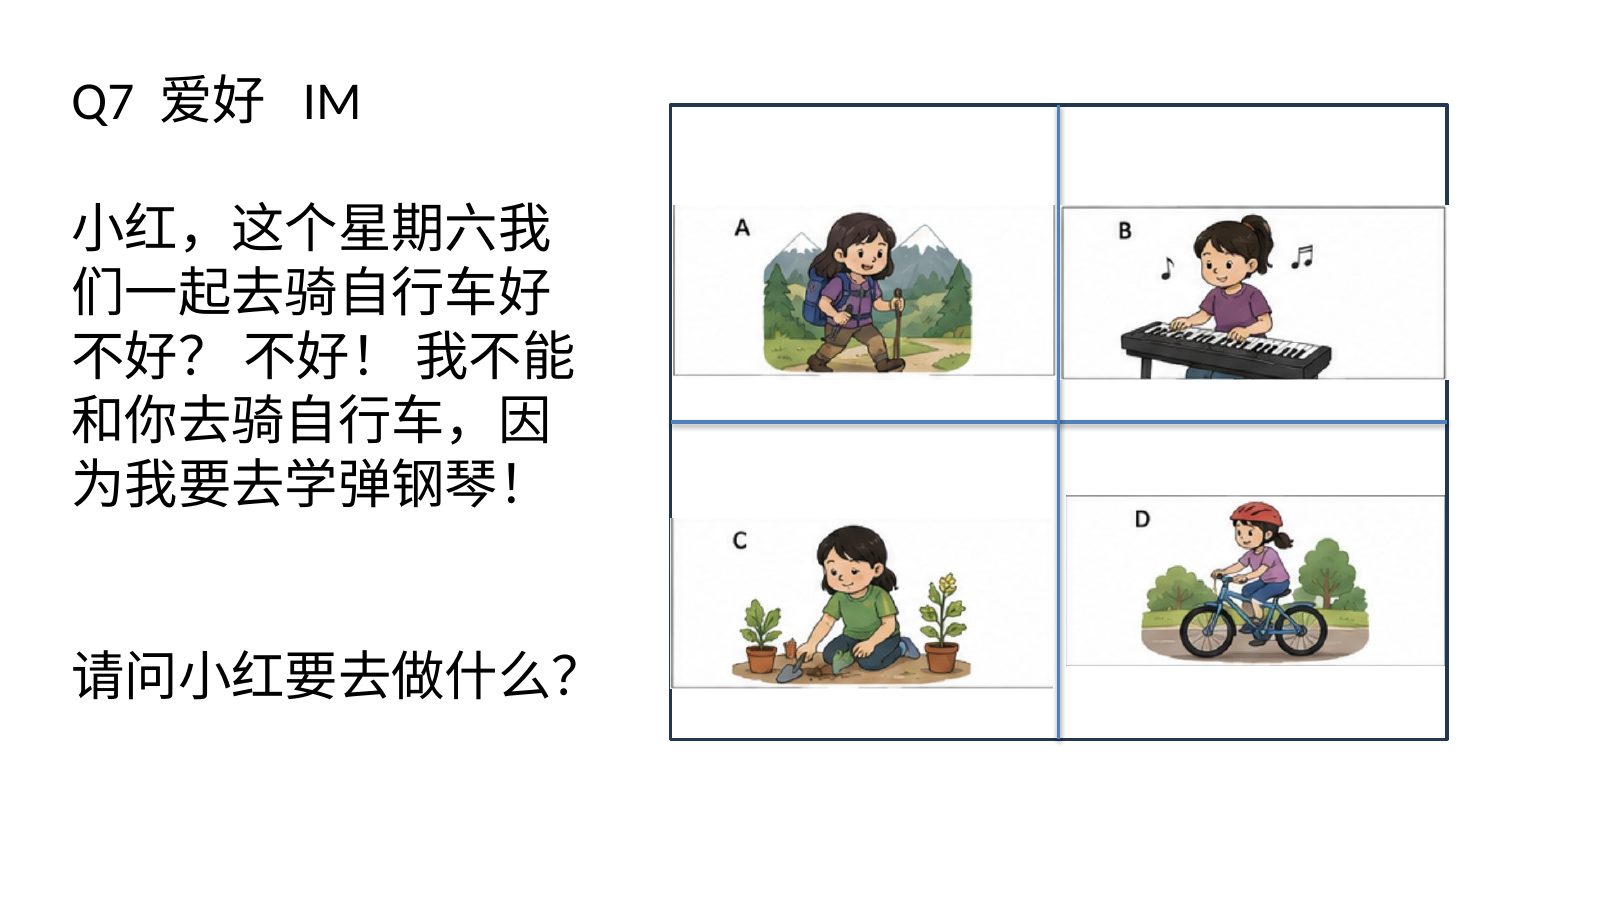 Q7 爱好 IM
小红，这个星期六我
们一起去骑自行车好
不好？ 不好！ 我不能
和你去骑自行车，因
为我要去学弹钢琴！
请问小红要去做什么？
A
B
C
D